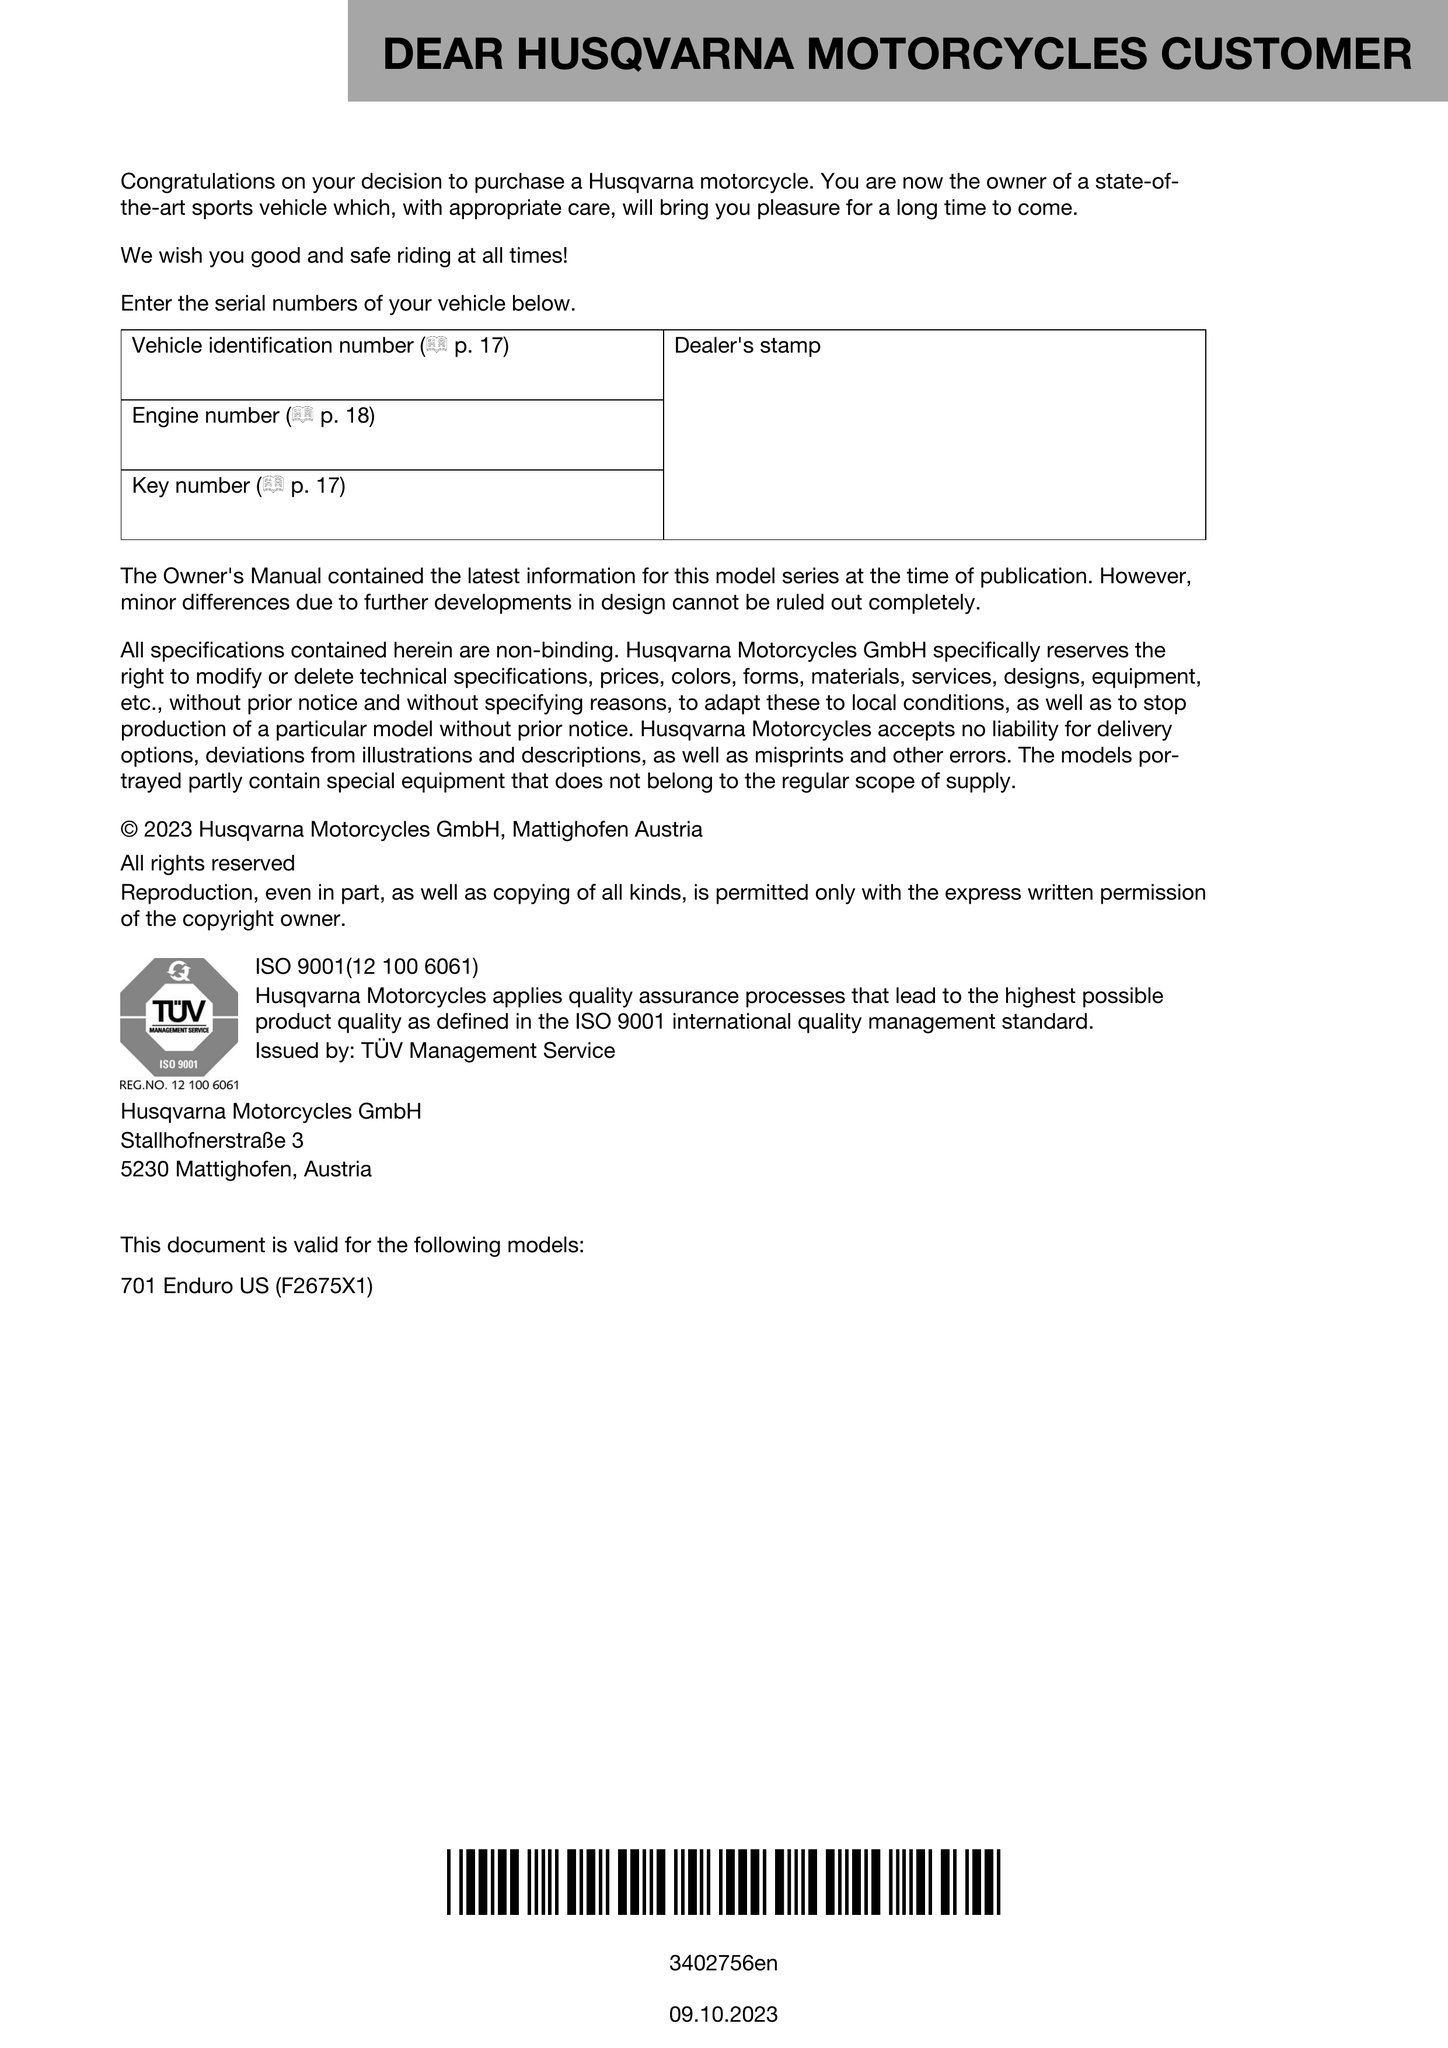 DEAR HUSQVARNA MOTORCYCLES CUSTOMER
Congratulations on your decision to purchase a Husqvarna motorcycle. You are now the owner of a state-of-
the-art sports vehicle which, with appropriate care, will bring you pleasure for a long time to come.
We wish you good and safe riding at all times!
Enter the serial numbers of your vehicle below.
Vehicle identification number (📖 p. 17)
Dealer's stamp
Engine number (📖 p. 18)
Key number (📖 p. 17)
The Owner's Manual contained the latest information for this model series at the time of publication. However,
minor differences due to further developments in design cannot be ruled out completely.
All specifications contained herein are non-binding. Husqvarna Motorcycles GmbH specifically reserves the
right to modify or delete technical specifications, prices, colors, forms, materials, services, designs, equipment,
etc., without prior notice and without specifying reasons, to adapt these to local conditions, as well as to stop
production of a particular model without prior notice. Husqvarna Motorcycles accepts no liability for delivery
options, deviations from illustrations and descriptions, as well as misprints and other errors. The models por-
trayed partly contain special equipment that does not belong to the regular scope of supply.
© 2023 Husqvarna Motorcycles GmbH, Mattighofen Austria
All rights reserved
Reproduction, even in part, as well as copying of all kinds, is permitted only with the express written permission
of the copyright owner.
TÜV
MANAGEMENT SERVICE
ISO 9001
REG.NO. 12 100 6061
ISO 9001(12 100 6061)
Husqvarna Motorcycles applies quality assurance processes that lead to the highest possible
product quality as defined in the ISO 9001 international quality management standard.
Issued by: TÜV Management Service
Husqvarna Motorcycles GmbH
Stallhofnerstraße 3
5230 Mattighofen, Austria
This document is valid for the following models:
701 Enduro US (F2675X1)
3402756en
09.10.2023